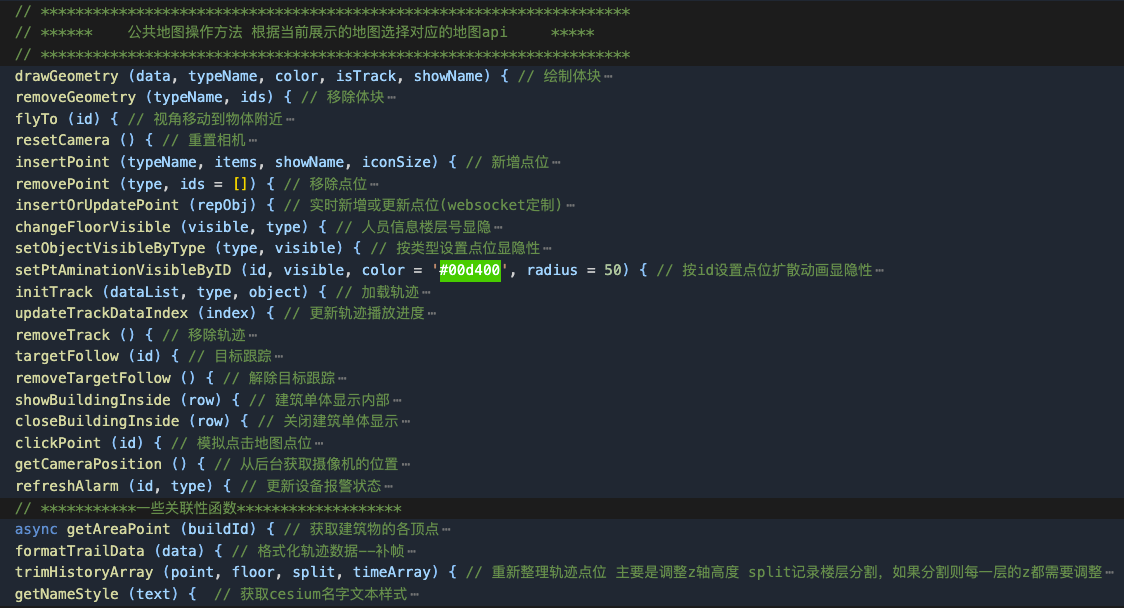 // ********************************************************************
// ******    公共地图操作方法 根据当前展示的地图选择对应的地图api     *****
// ********************************************************************
drawGeometry (data, typeName, color, isTrack, showName) { // 绘制体块…
removeGeometry (typeName, ids) { // 移除体块…
flyTo (id) { // 视角移动到物体附近…
resetCamera () { // 重置相机…
insertPoint (typeName, items, showName, iconSize) { // 新增点位…
removePoint (type, ids = []) { // 移除点位…
insertOrUpdatePoint (repObj) { // 实时新增或更新点位(websocket定制)…
changeFloorVisible (visible, type) { // 人员信息楼层号显隐…
setObjectVisibleByType (type, visible) { // 按类型设置点位显隐性…
setPtAminationVisibleByID (id, visible, color = '#00d400', radius = 50) { // 按id设置点位扩散动画显隐性…
initTrack (dataList, type, object) { // 加载轨迹…
updateTrackDataIndex (index) { // 更新轨迹播放进度…
removeTrack () { // 移除轨迹…
targetFollow (id) { // 目标跟踪…
removeTargetFollow () { // 解除目标跟踪…
showBuildingInside (row) { // 建筑单体显示内部…
closeBuildingInside (row) { // 关闭建筑单体显示…
clickPoint (id) { // 模拟点击地图点位…
getCameraPosition () { // 从后台获取摄像机的位置…
refreshAlarm (id, type) { // 更新设备报警状态…
// ***********一些关联性函数*******************
async getAreaPoint (buildId) { // 获取建筑物的各顶点…
formatTrailData (data) { // 格式化轨迹数据--补帧…
trimHistoryArray (point, floor, split, timeArray) { // 重新整理轨迹点位 主要是调整z轴高度 split记录楼层分割，如果分割则每一层的z都需要调整…
getNameStyle (text) {  // 获取cesium名字文本样式…